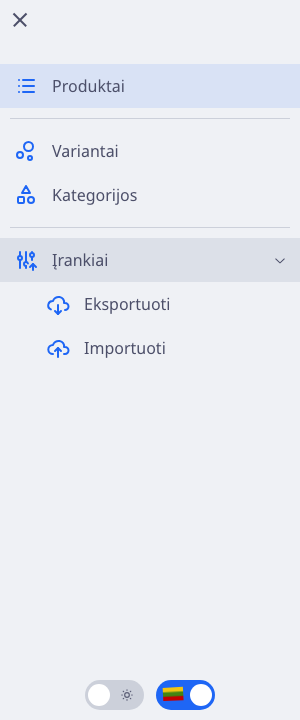 Produktai
Variantai
Kategorijos
Įrankiai
Eksportuoti
Importuoti